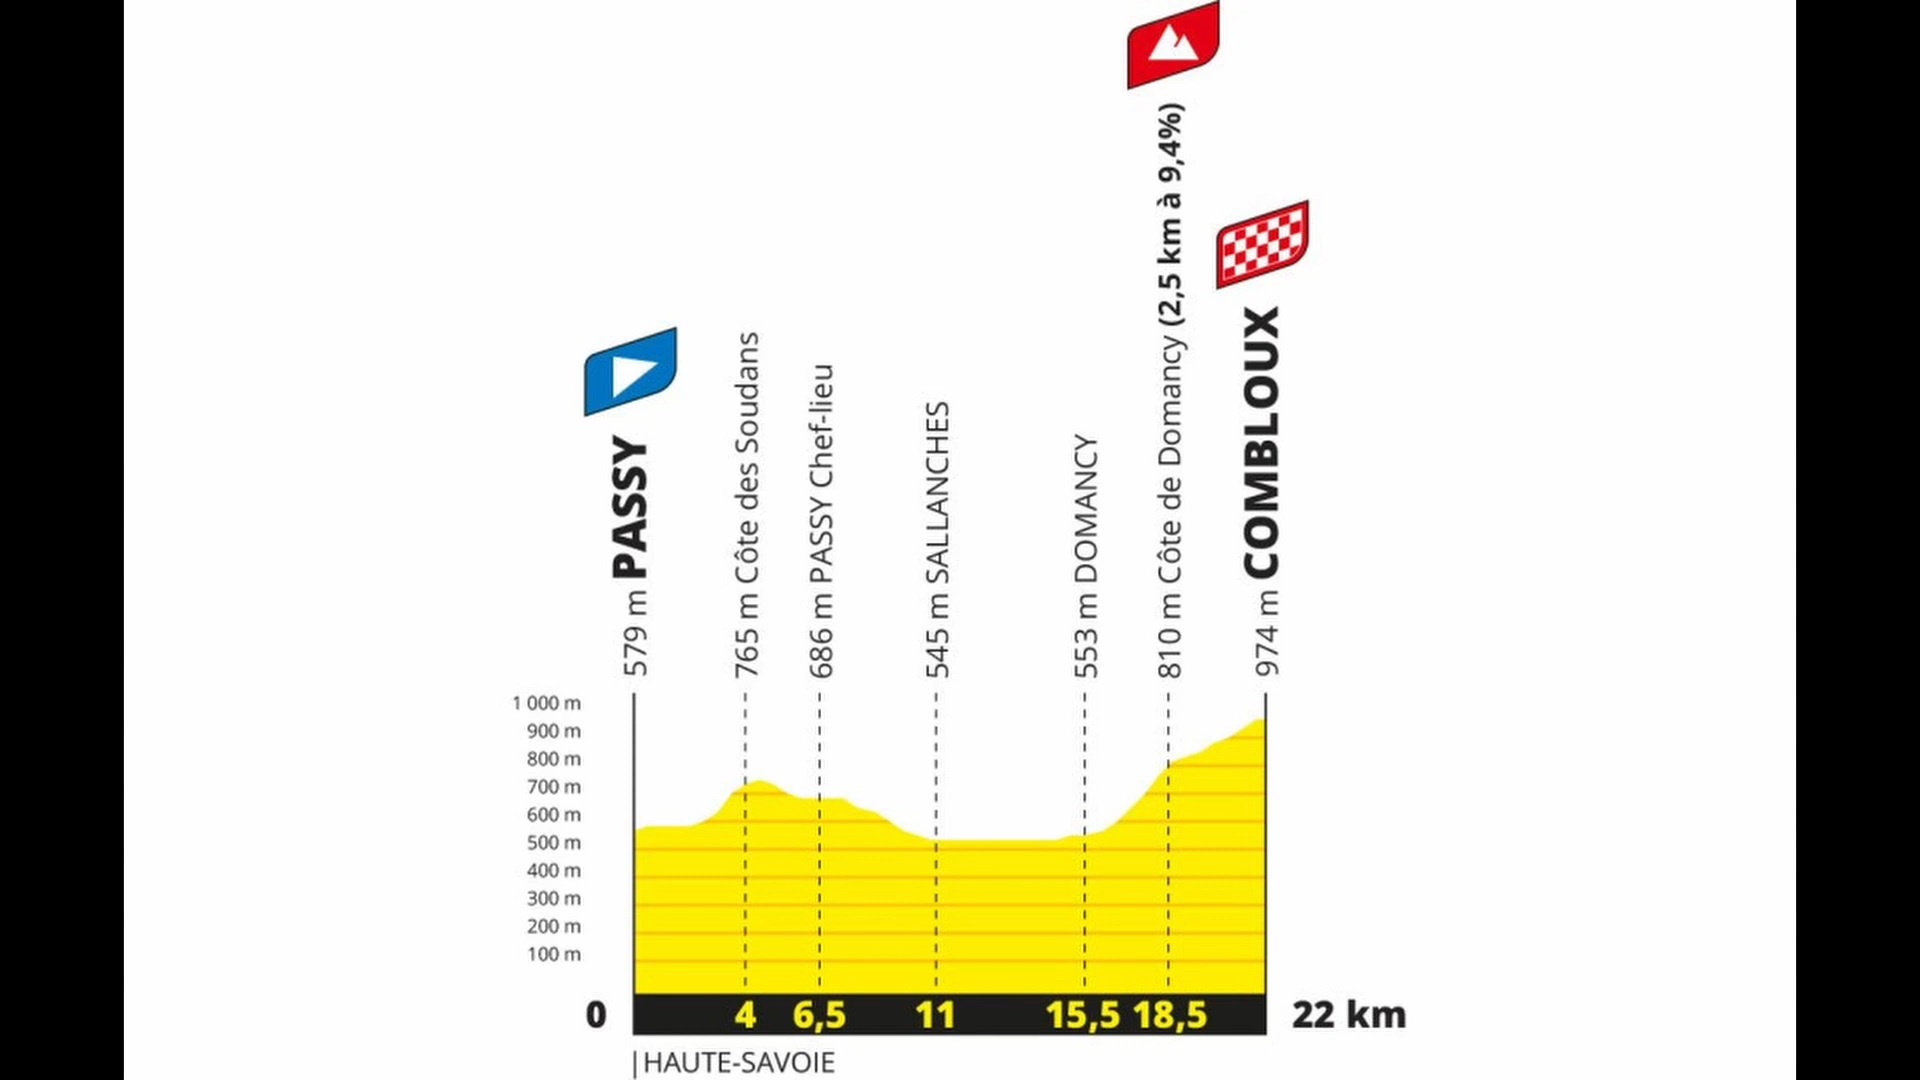 579 m PASSY
765 m Côte des Soudans
686 m PASSY Chef-lieu
545 m SALLANCHES
553 m DOMANCY
810 m Côte de Domancy (2,5 km à 9,4%)
974 m COMBLOUX
1 000 m
900 m
800 m
700 m
600 m
500 m
400 m
300 m
200 m
100 m
0 4 6,5 11 15,5 18,5 22 km
HAUTE-SAVOIE